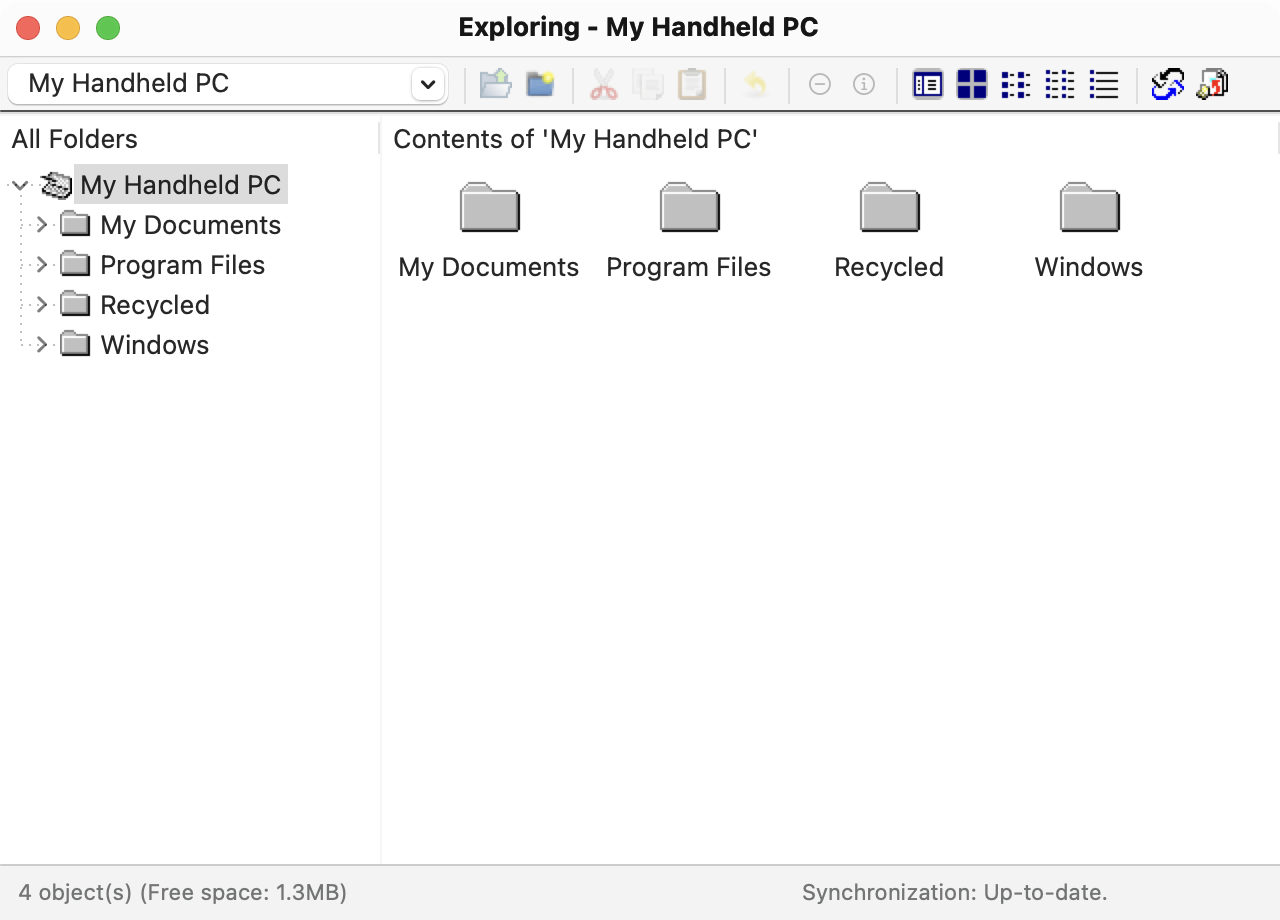 Exploring - My Handheld PC
My Handheld PC
All Folders
My Handheld PC
My Documents
Program Files
Recycled
Windows
Contents of 'My Handheld PC'
My Documents
Program Files
Recycled
Windows
4 object(s) (Free space: 1.3MB)
Synchronization: Up-to-date.